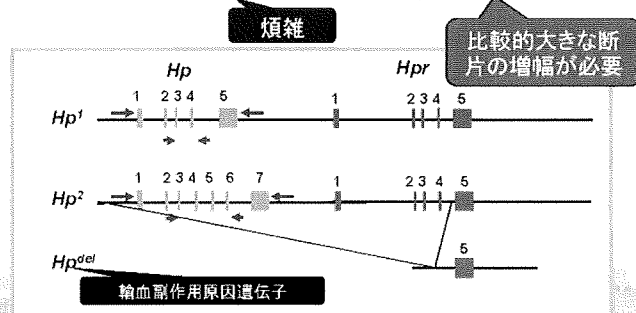 煩雑
比較的大きな断
片の増幅が必要
Hp Hpr
1 2 3 4 5 1 2 3 4 5
Hp¹
1 2 3 4 5 6 7 1 2 3 4 5
Hp²
5
Hpdel
輸血副作用原因遺伝子